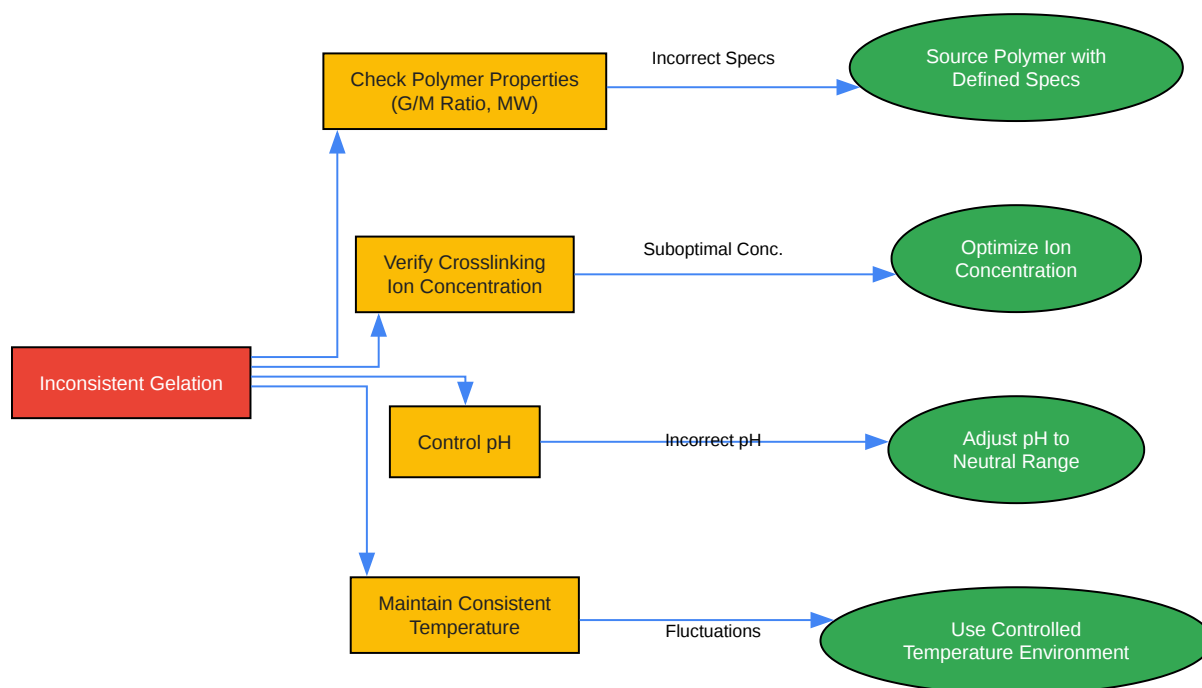 Check Polymer Properties
(G/M Ratio, MW)
Incorrect Specs
Source Polymer with
Defined Specs
Verify Crosslinking
Ion Concentration
Suboptimal Conc.
Optimize Ion
Concentration
Inconsistent Gelation
Control pH
Incorrect pH
Adjust pH to
Neutral Range
Maintain Consistent
Temperature
Fluctuations
Use Controlled
Temperature Environment